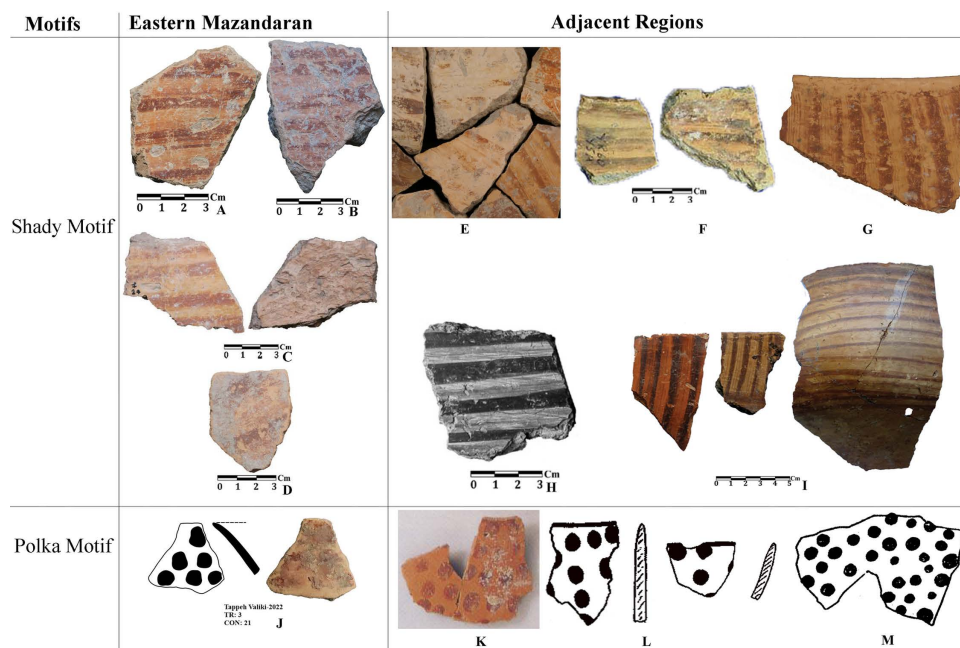 Motifs
Eastern Mazandaran
Adjacent Regions
Shady Motif
Cm
0 1 2 3
A
Cm
0 1 2 3
B
E
Cm
0 1 2 3
F
G
Cm
0 1 2 3
C
Cm
0 1 2 3
D
Cm
0 1 2 3
H
Cm
0 1 2 3 4 5
I
Polka Motif
Tappeh Valiki-2022
TR: 3
CON: 21
J
K
L
M